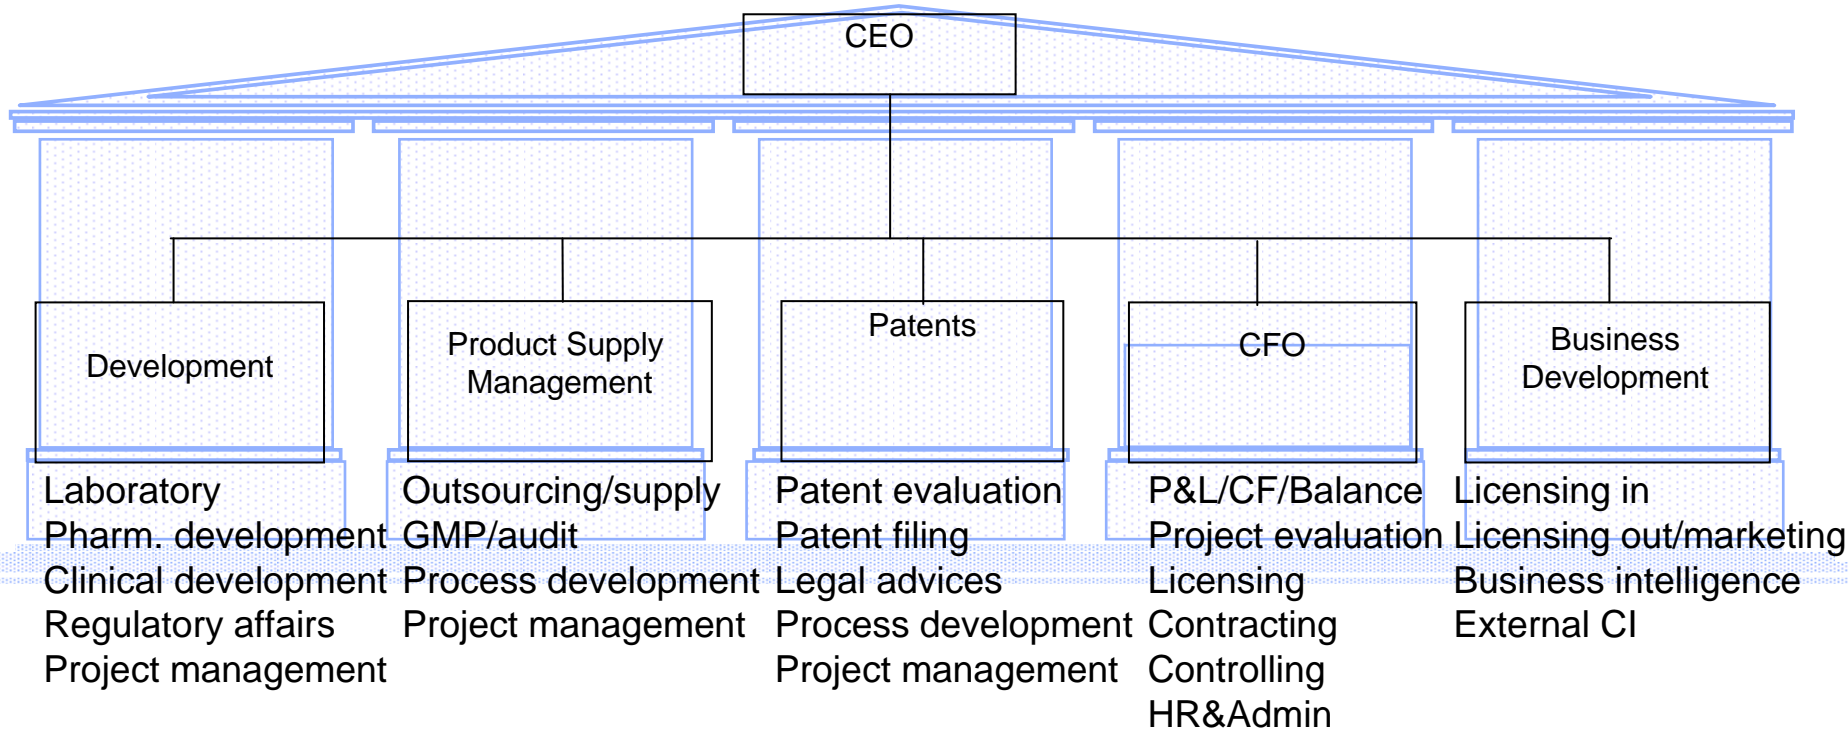 CEO
Development
Product Supply
Management
Patents
CFO
Business
Development
Laboratory
Pharm. development
Clinical development
Regulatory affairs
Project management
Outsourcing/supply
GMP/audit
Process development
Project management
Patent evaluation
Patent filing
Legal advices
Process development
Project management
P&L/CF/Balance
Project evaluation
Licensing
Contracting
Controlling
HR&Admin
Licensing in
Licensing out/marketing
Business intelligence
External CI